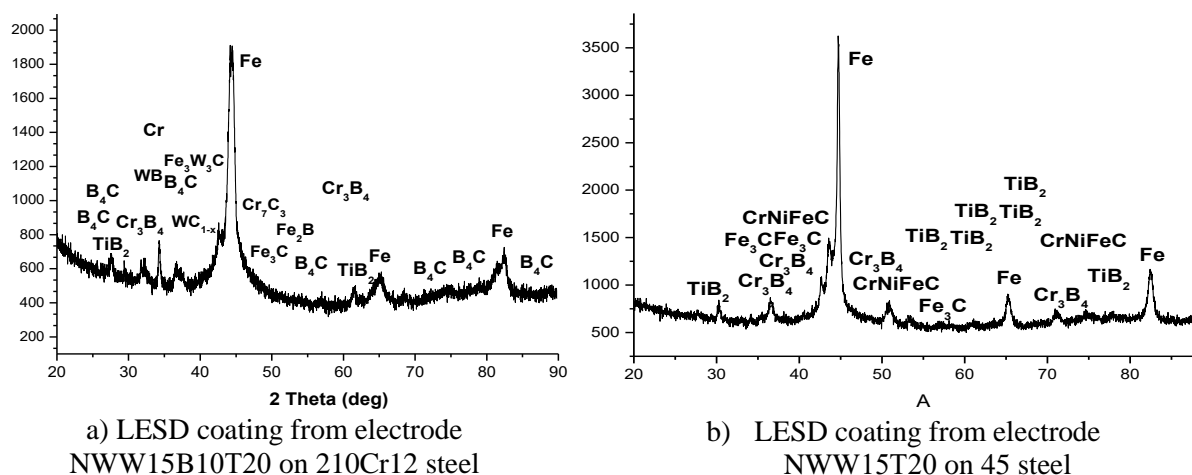 2000
1800
1600
1400
1200
1000
800
600
400
200
Fe
Cr
Fe₃W₃C
WB
B₄C
B₄C
B₄C
Cr₃B₄
TiB₂
WC₁₋ₓ
Cr₃B₄
Cr₇C₃
Fe₂B
Fe₃C
B₄C
TiB₂
Fe
B₄C
B₄C
Fe
B₄C
20 30 40 50 60 70 80 90
2 Theta (deg)
a) LESD coating from electrode
NWW15B10T20 on 210Cr12 steel
3500
3000
2500
2000
1500
1000
500
Fe
TiB₂
TiB₂ TiB₂
CrNiFeC
TiB₂ TiB₂
CrNiFeC
Fe₃CFe₃C
Cr₃B₄
Cr₃B₄
Cr₃B₄
CrNiFeC
TiB₂
Fe₃C
Fe
Cr₃B₄
TiB₂
Fe
20 30 40 50 60 70 80
A
b) LESD coating from electrode
NWW15T20 on 45 steel